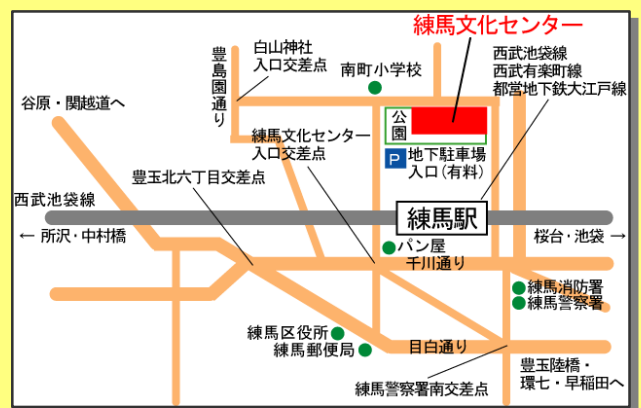 練馬文化センター
白山神社
入口交差点
豊島園通り
南町小学校
西武池袋線
西武有楽町線
都営地下鉄大江戸線
谷原・関越道へ
公園
練馬文化センター
入口交差点
P 地下駐車場
入口(有料)
豊玉北六丁目交差点
西武池袋線
練馬駅
← 所沢・中村橋
桜台・池袋 →
パン屋
千川通り
練馬消防署
練馬警察署
練馬区役所
練馬郵便局
目白通り
豊玉陸橋・
環七・早稲田へ
練馬警察署南交差点